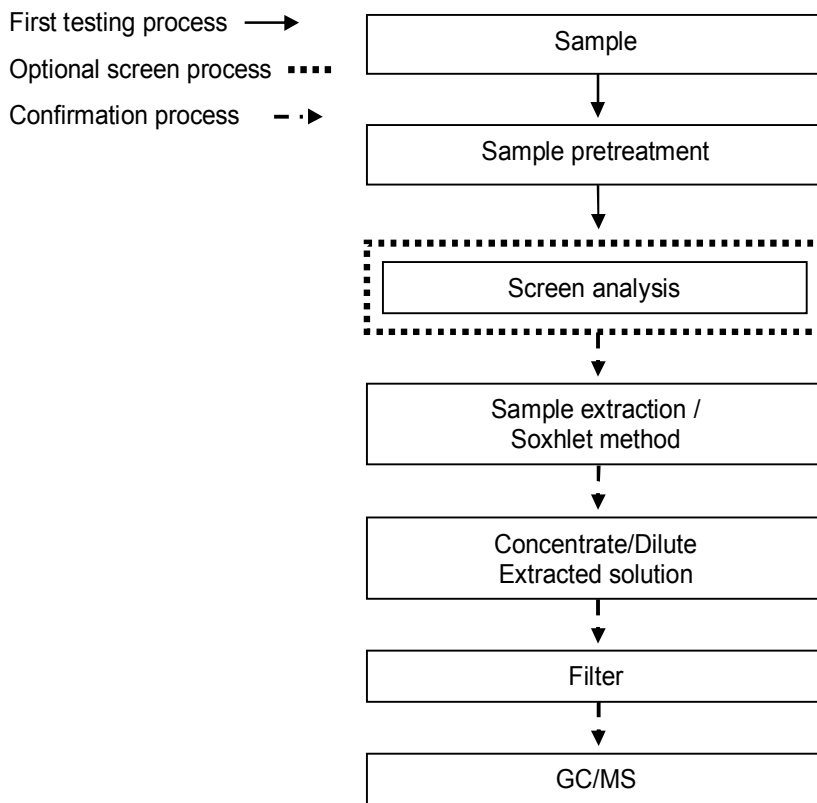 First testing process
Optional screen process
Confirmation process
Sample
Sample pretreatment
Screen analysis
Sample extraction /
Soxhlet method
Concentrate/Dilute
Extracted solution
Filter
GC/MS